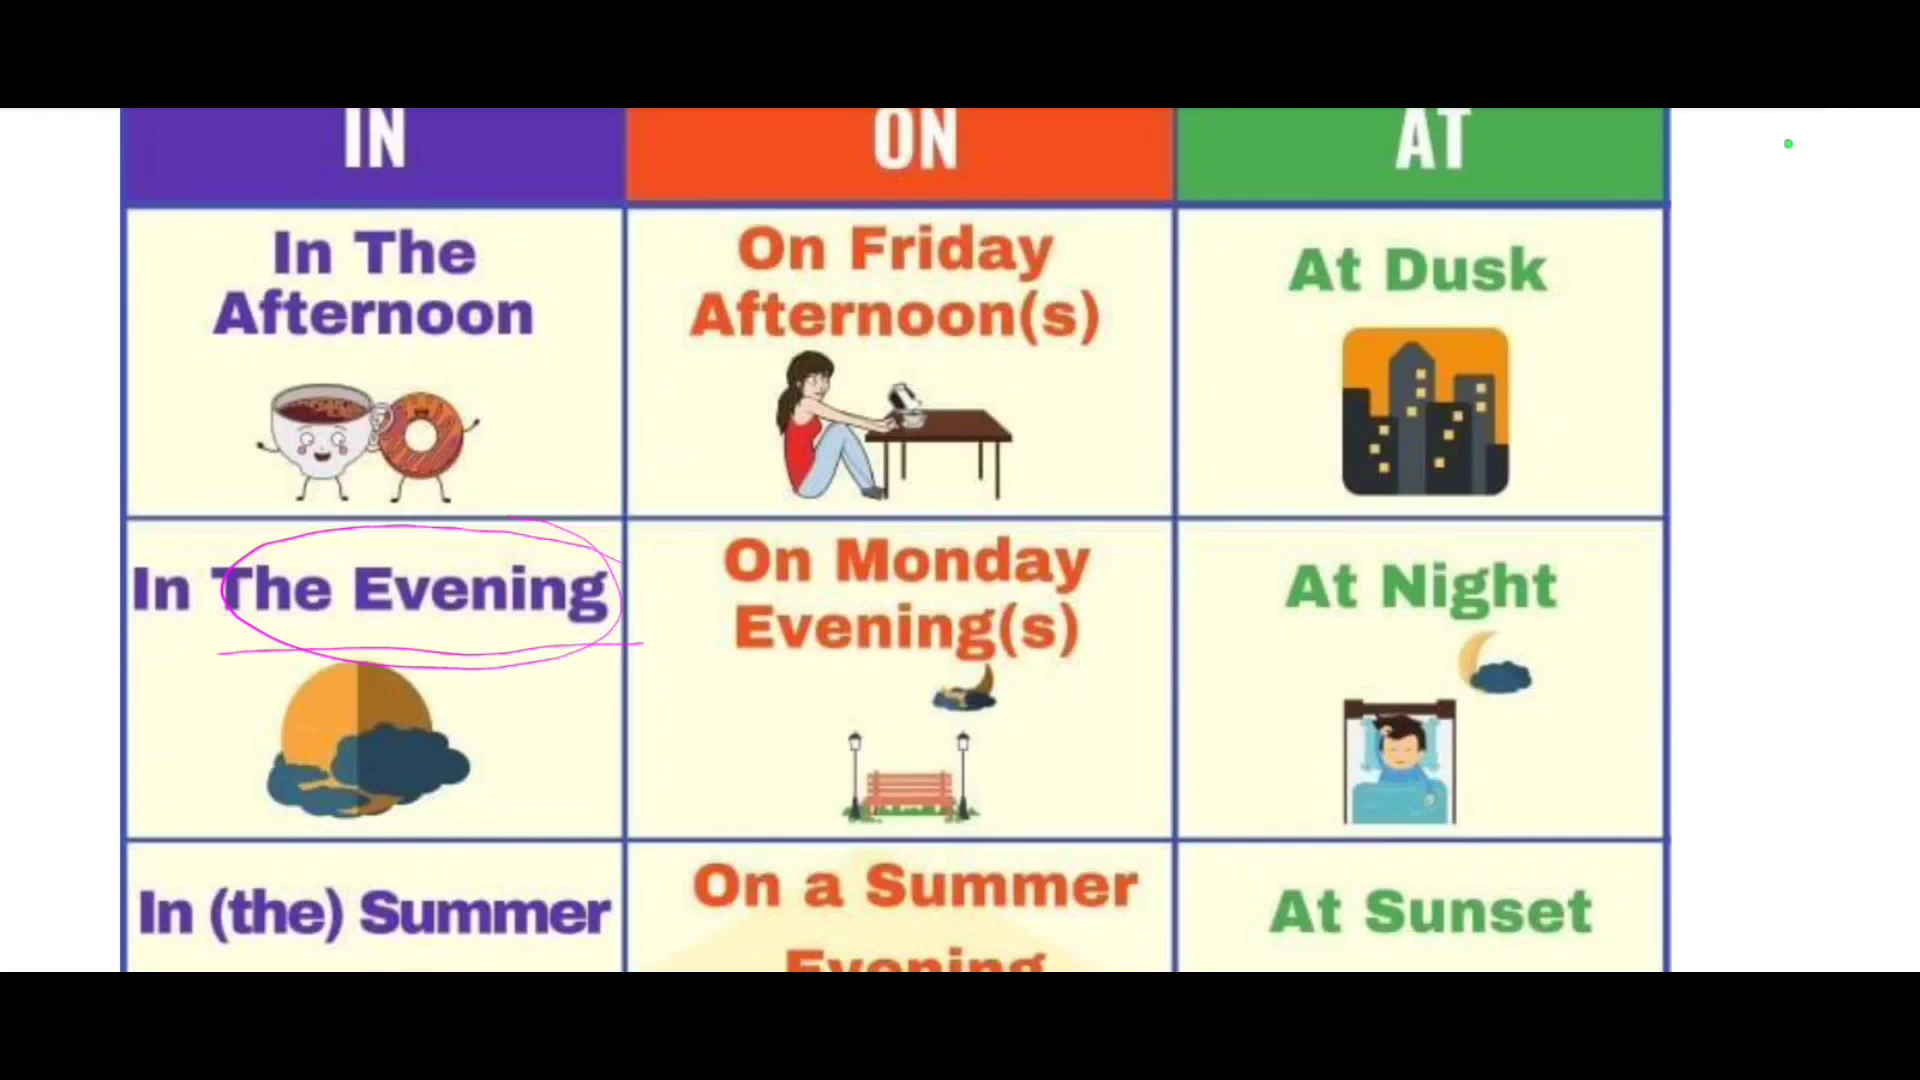 IN
ON
AT
In The
Afternoon
On Friday
Afternoon(s)
At Dusk
In The Evening
On Monday
Evening(s)
At Night
In (the) Summer
On a Summer
Evening
At Sunset